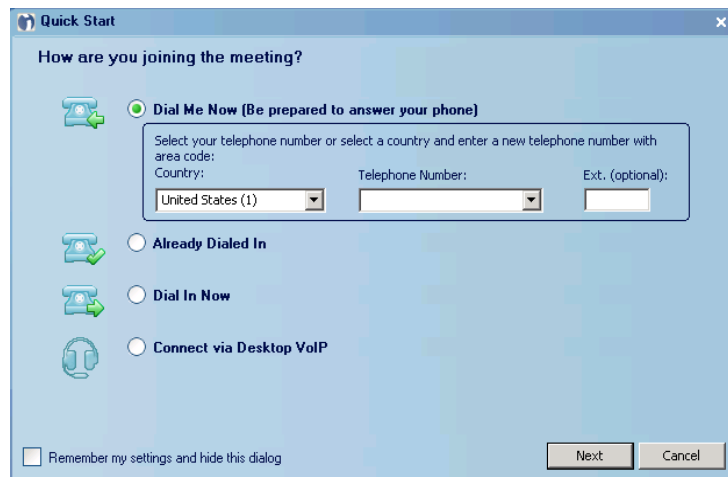 Quick Start
How are you joining the meeting?
Dial Me Now (Be prepared to answer your phone)
Select your telephone number or select a country and enter a new telephone number with
area code:
Country: Telephone Number: Ext. (optional):
United States (1)
Already Dialed In
Dial In Now
Connect via Desktop VoIP
Remember my settings and hide this dialog Next Cancel